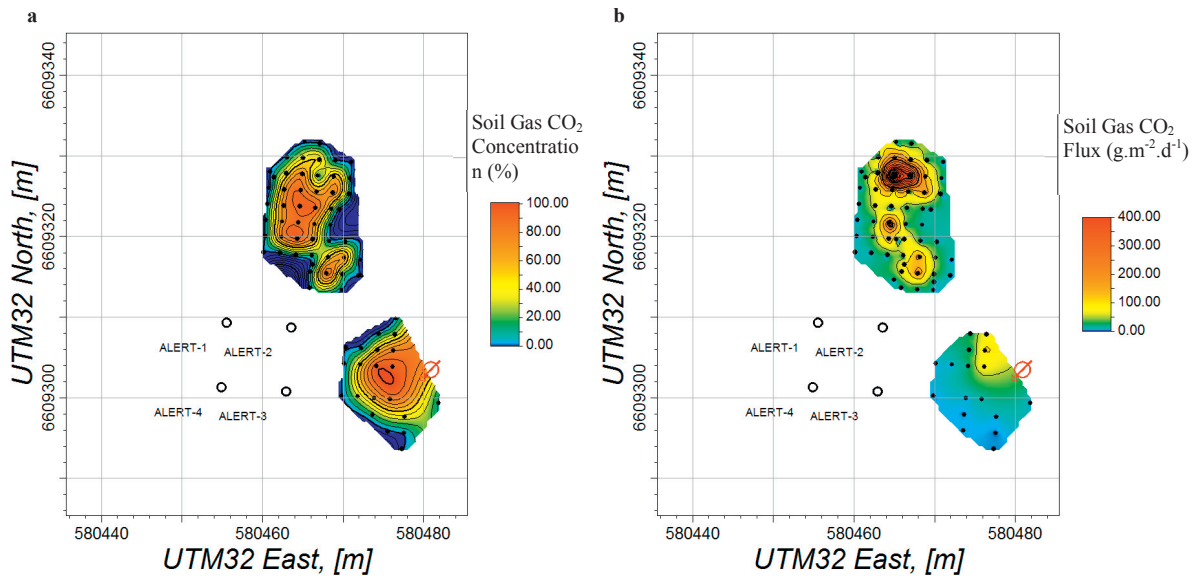 a
6609340
6609320
6609300
UTM32 North, [m]
580440
580460
580480
UTM32 East, [m]
ALERT-1
ALERT-2
ALERT-4
ALERT-3
Soil Gas CO₂
Concentratio
n (%)
100.00
80.00
60.00
40.00
20.00
0.00
b
6609340
6609320
6609300
UTM32 North, [m]
580440
580460
580480
UTM32 East, [m]
ALERT-1
ALERT-2
ALERT-4
ALERT-3
Soil Gas CO₂
Flux (g.m⁻².d⁻¹)
400.00
300.00
200.00
100.00
0.00